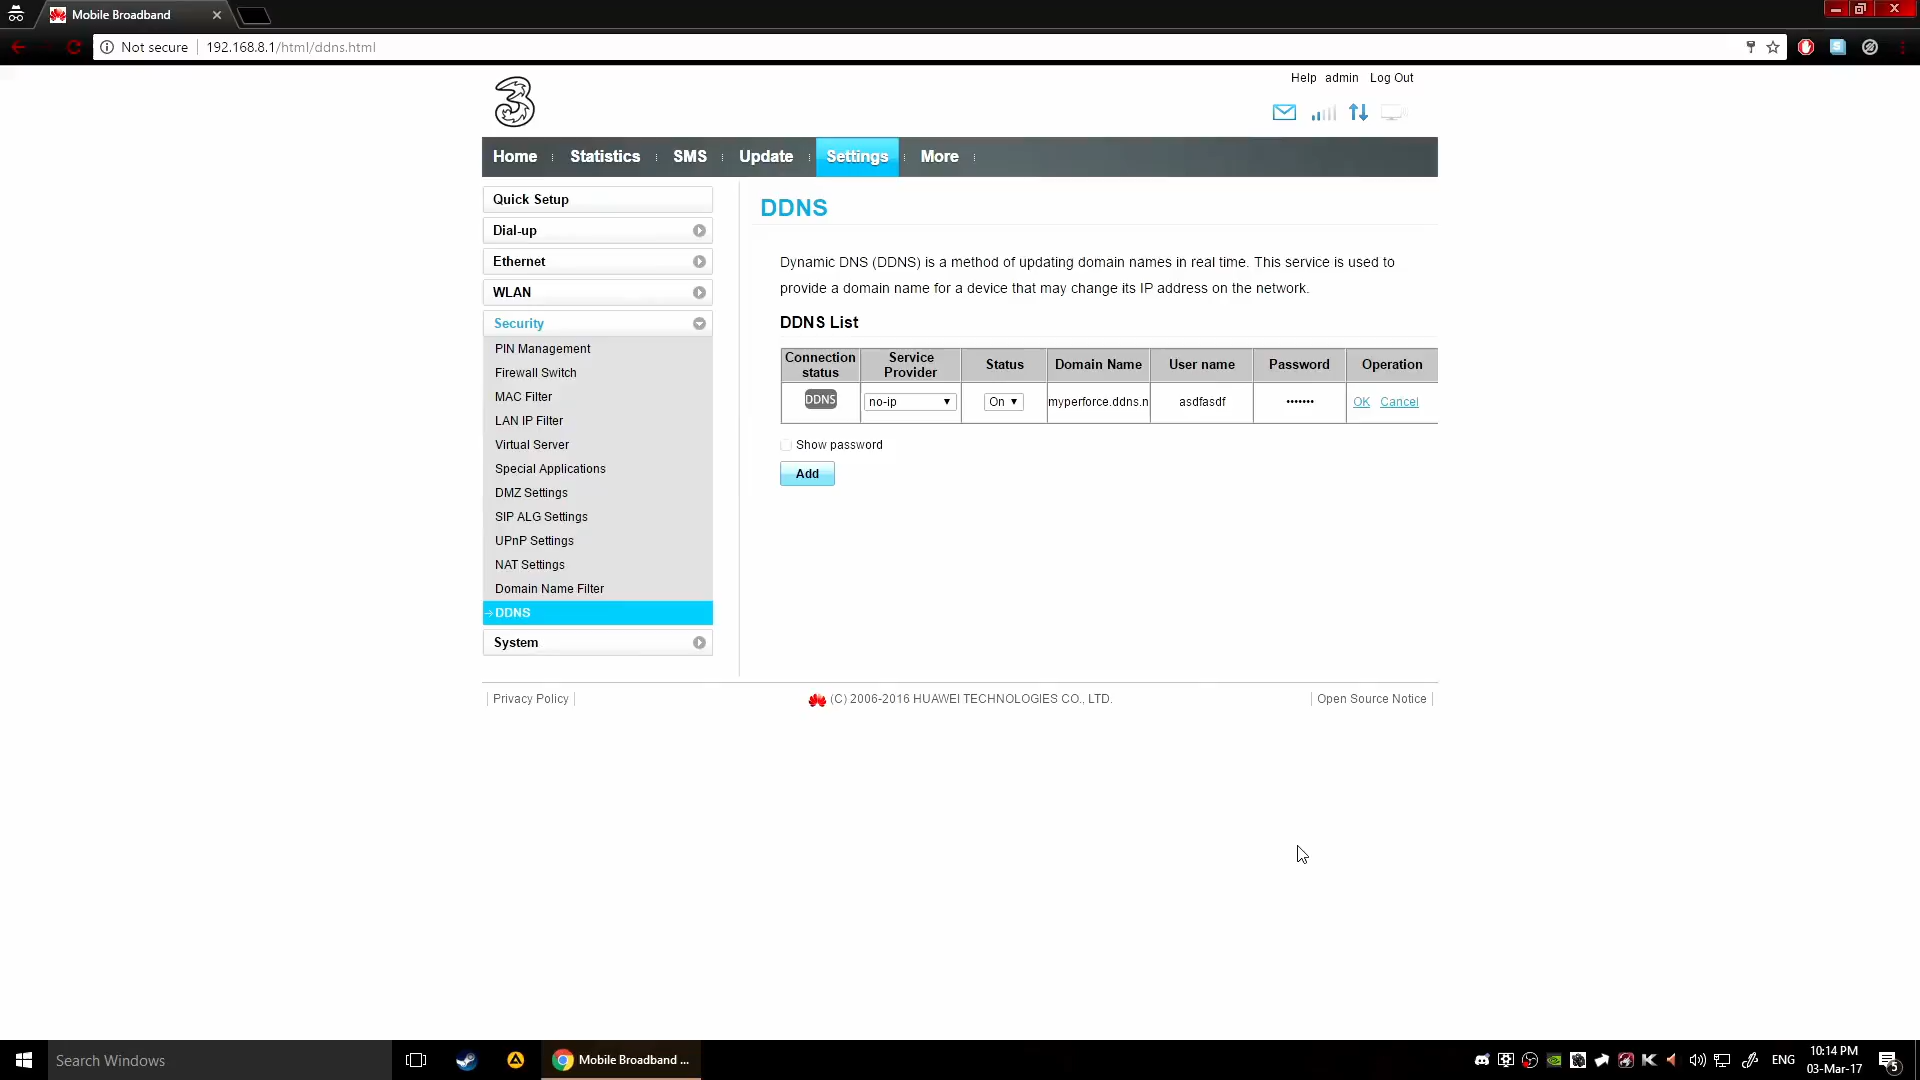 Mobile Broadband
Not secure
192.168.8.1/html/ddns.html
Help admin Log Out
Home Statistics SMS Update Settings More
Quick Setup
Dial-up
Ethernet
WLAN
Security
PIN Management
Firewall Switch
MAC Filter
LAN IP Filter
Virtual Server
Special Applications
DMZ Settings
SIP ALG Settings
UPnP Settings
NAT Settings
Domain Name Filter
DDNS
System
DDNS
Dynamic DNS (DDNS) is a method of updating domain names in real time. This service is used to
provide a domain name for a device that may change its IP address on the network.
DDNS List
Connection status Service Provider Status Domain Name User name Password Operation
DDNS no-ip On myperforce.ddns.n asdfasdf ••••••• OK Cancel
Show password
Add
Privacy Policy
(C) 2006-2016 HUAWEI TECHNOLOGIES CO., LTD.
Open Source Notice
Search Windows
Mobile Broadband ...
ENG
10:14 PM
03-Mar-17
5